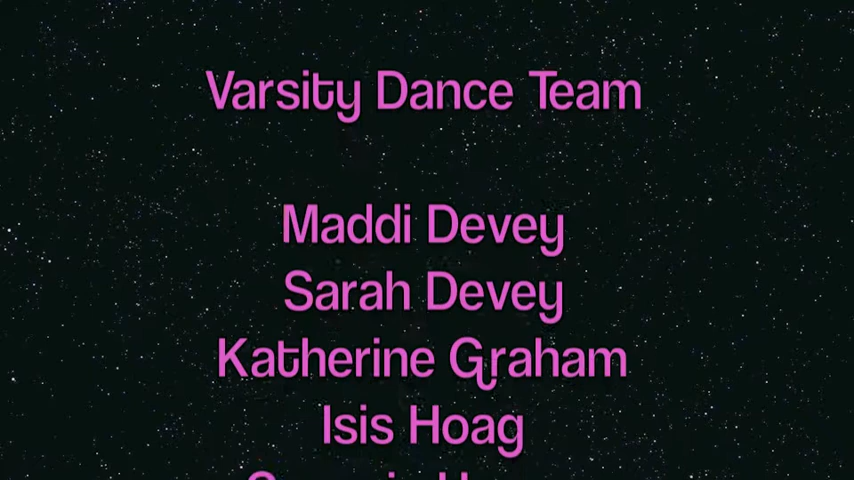 Varsity Dance Team
Maddi Devey
Sarah Devey
Katherine Graham
Isis Hoag